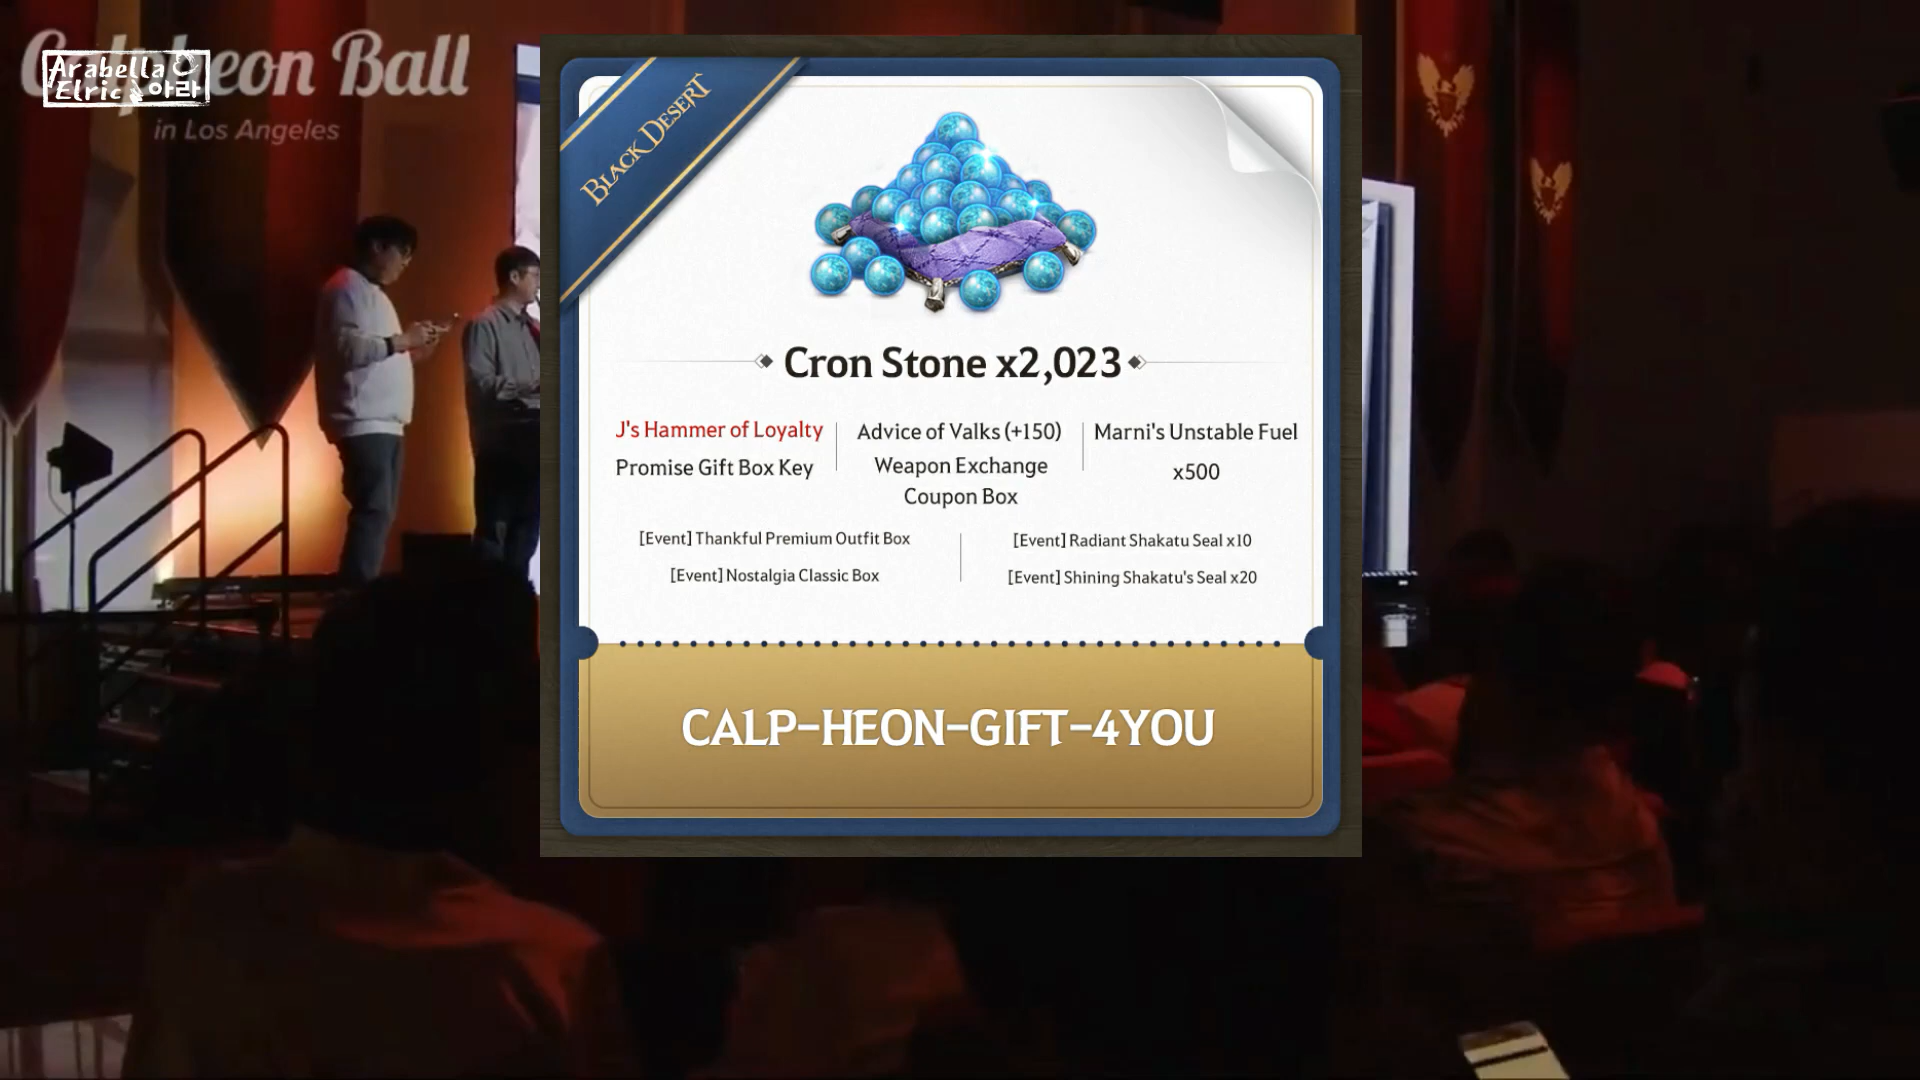 Calpheon Ball
in Los Angeles
Arabella
Elric 아라
BLACK DESERT
Cron Stone x2,023
J's Hammer of Loyalty
Promise Gift Box Key
Advice of Valks (+150)
Weapon Exchange
Coupon Box
Marni's Unstable Fuel
x500
[Event] Thankful Premium Outfit Box
[Event] Nostalgia Classic Box
[Event] Radiant Shakatu Seal x10
[Event] Shining Shakatu's Seal x20
CALP-HEON-GIFT-4YOU